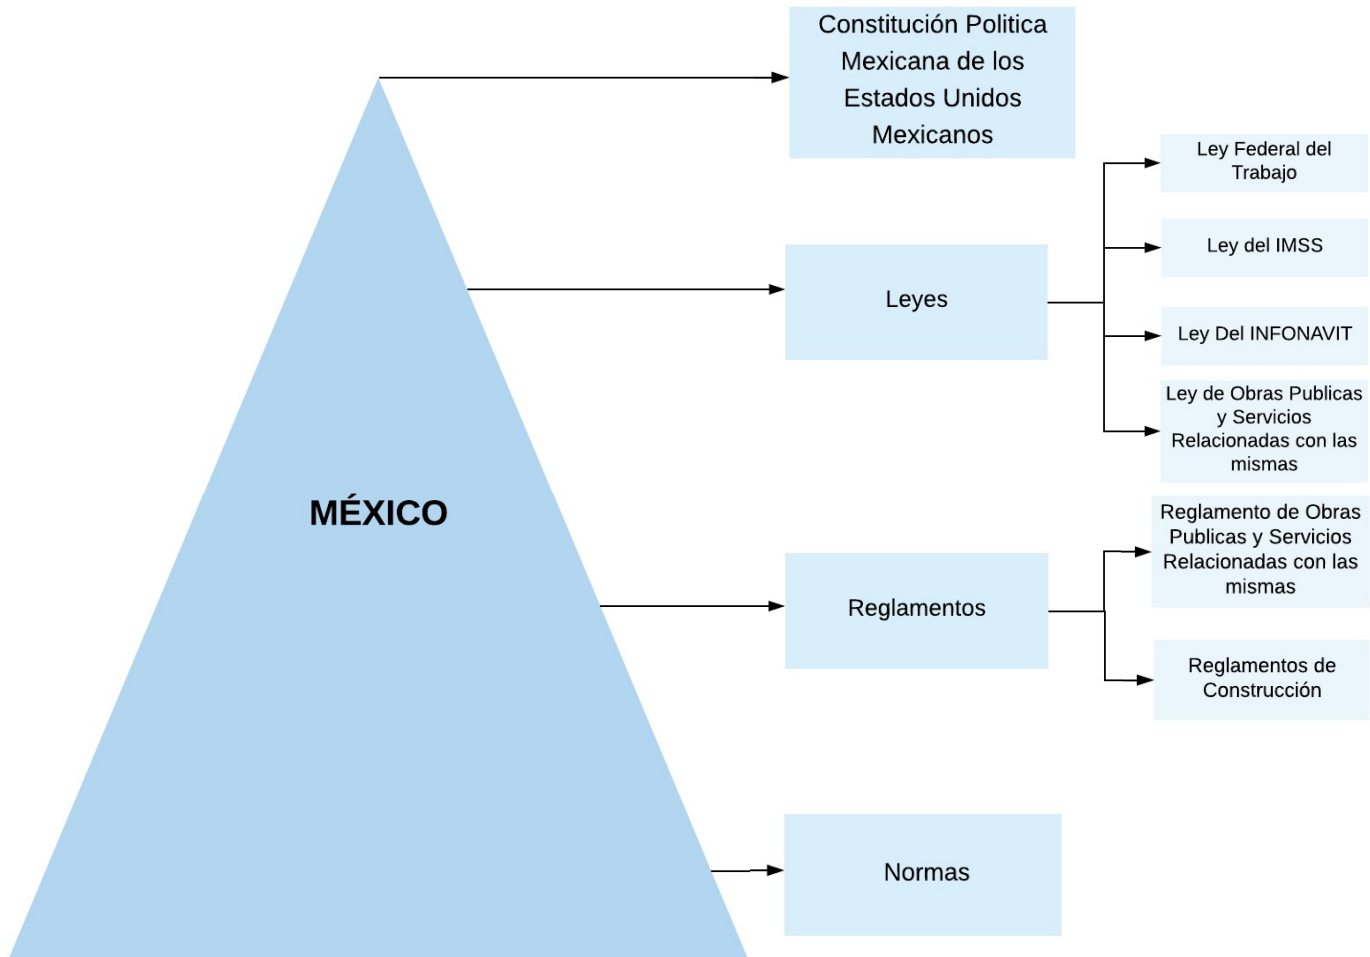 Constitución Politica
Mexicana de los
Estados Unidos
Mexicanos
Ley Federal del
Trabajo
Ley del IMSS
Leyes
Ley Del INFONAVIT
Ley de Obras Publicas
y Servicios
Relacionadas con las
mismas
MÉXICO
Reglamento de Obras
Publicas y Servicios
Relacionadas con las
mismas
Reglamentos
Reglamentos de
Construcción
Normas